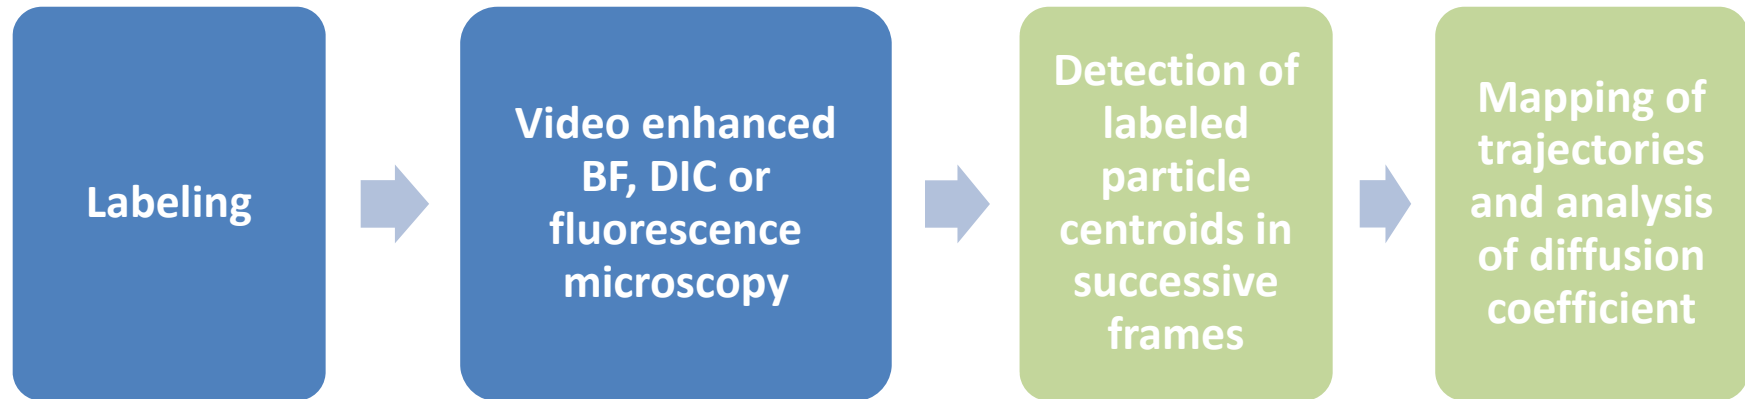 Labeling
Video enhanced
BF, DIC or
fluorescence
microscopy
Detection of
labeled
particle
centroids in
successive
frames
Mapping of
trajectories
and analysis
of diffusion
coefficient